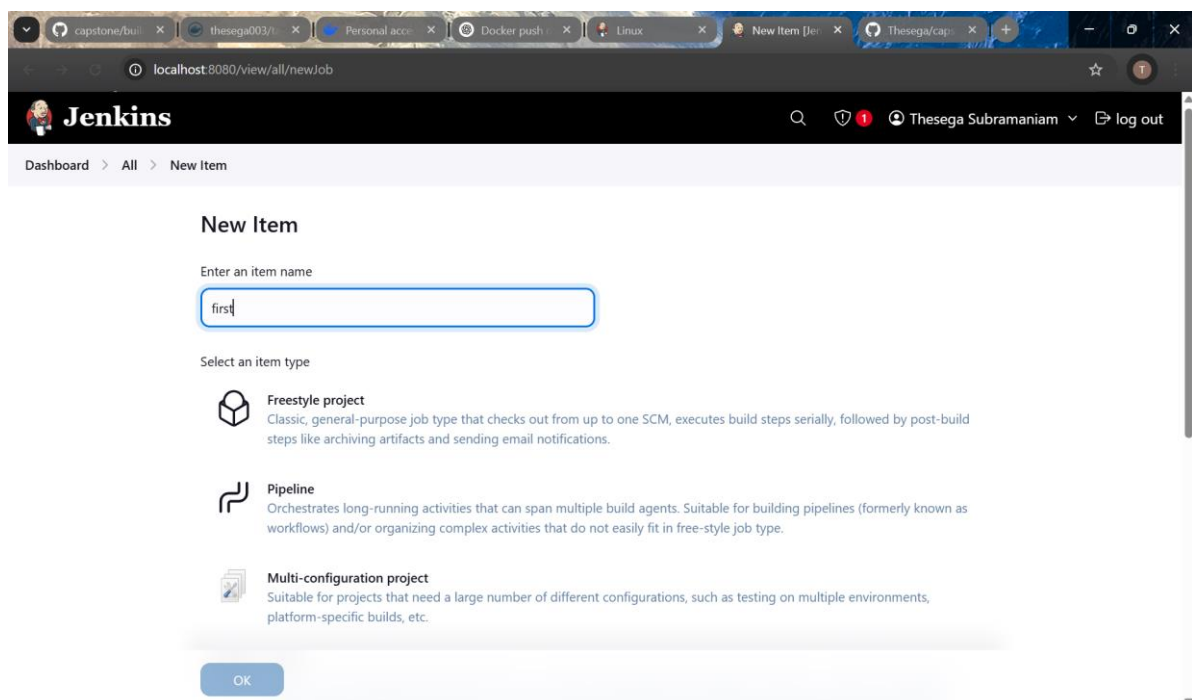 capstone/bui
thesega003/t
Personal acce
Docker push
Linux
New Item [Jen
Thesega/cap
localhost:8080/view/all/newJob
T
Jenkins
1
Thesega Subramaniam
log out
Dashboard > All > New Item
New Item
Enter an item name
first
Select an item type
Freestyle project
Classic, general-purpose job type that checks out from up to one SCM, executes build steps serially, followed by post-build
steps like archiving artifacts and sending email notifications.
Pipeline
Orchestrates long-running activities that can span multiple build agents. Suitable for building pipelines (formerly known as
workflows) and/or organizing complex activities that do not easily fit in free-style job type.
Multi-configuration project
Suitable for projects that need a large number of different configurations, such as testing on multiple environments,
platform-specific builds, etc.
OK